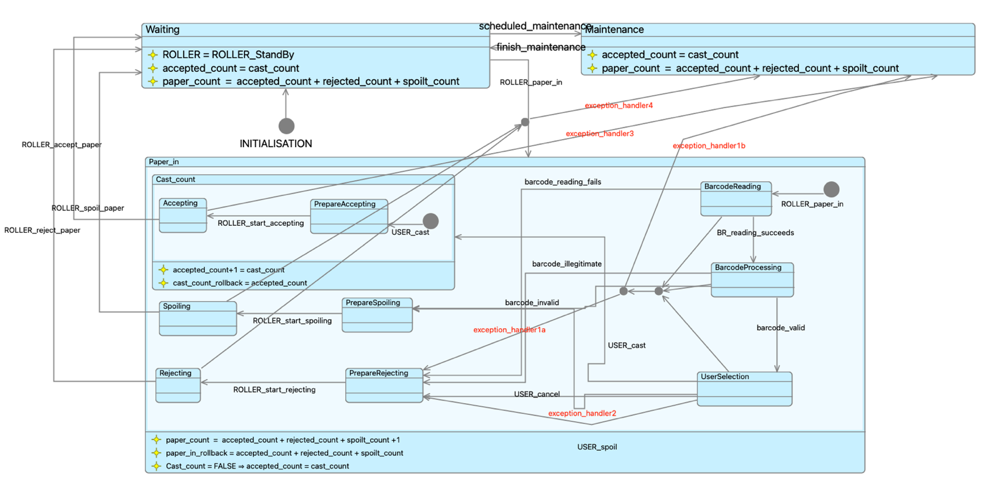 scheduled_maintenance
Waiting
Maintenance
finish_maintenance
ROLLER = ROLLER_StandBy
accepted_count = cast_count
paper_count = accepted_count + rejected_count + spoilt_count
accepted_count = cast_count
paper_count = accepted_count + rejected_count + spoilt_count
ROLLER_paper_in
exception_handler4
exception_handler3
INITIALISATION
ROLLER_accept_paper
exception_handler1b
Paper_in
Cast_count
barcode_reading_fails
BarcodeReading
Accepting
PrepareAccepting
ROLLER_paper_in
ROLLER_spoil_paper
ROLLER_start_accepting
USER_cast
ROLLER_reject_paper
BR_reading_succeeds
barcode_illegitimate
BarcodeProcessing
accepted_count+1 = cast_count
cast_count_rollback = accepted_count
Spoiling
PrepareSpoiling
barcode_invalid
ROLLER_start_spoiling
exception_handler1a
barcode_valid
USER_cast
Rejecting
PrepareRejecting
UserSelection
ROLLER_start_rejecting
USER_cancel
exception_handler2
paper_count = accepted_count + rejected_count + spoilt_count +1
USER_spoil
paper_in_rollback = accepted_count + rejected_count + spoilt_count
Cast_count = FALSE ⇒ accepted_count = cast_count